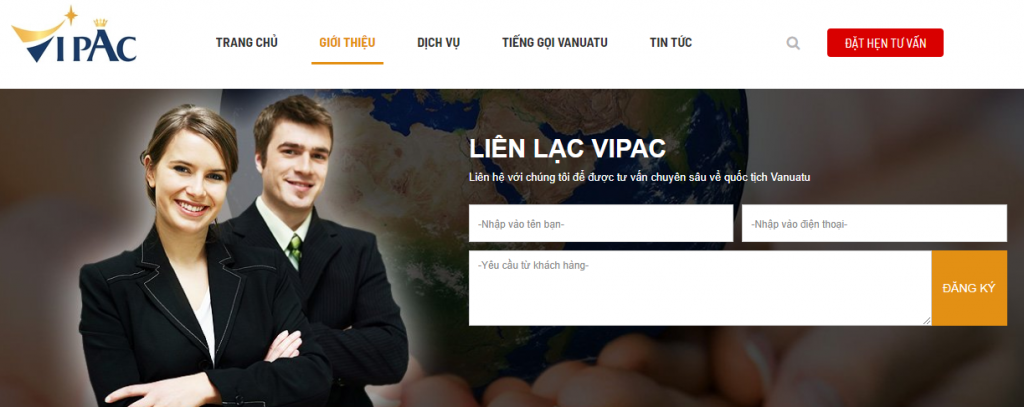 VIPAC
TRANG CHỦ
GIỚI THIỆU
DỊCH VỤ
TIẾNG GỌI VANUATU
TIN TỨC
ĐẶT HẸN TƯ VẤN
LIÊN LẠC VIPAC
Liên hệ với chúng tôi để được tư vấn chuyên sâu về quốc tịch Vanuatu
-Nhập vào tên bạn-
-Nhập vào điện thoại-
-Yêu cầu từ khách hàng-
ĐĂNG KÝ